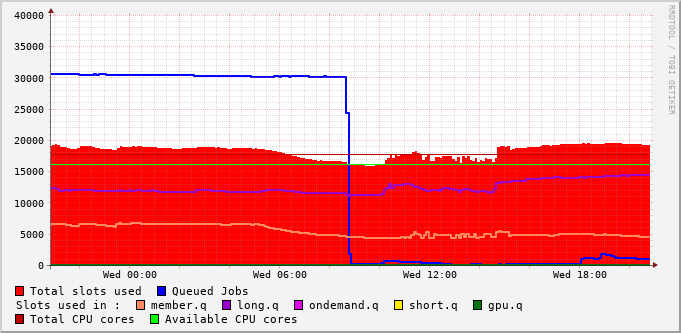 40000
35000
30000
25000
20000
15000
10000
5000
0
Wed 00:00 Wed 06:00 Wed 12:00 Wed 18:00
RRDTOOL / TOBI OETIKER
Total slots used Queued Jobs
Slots used in : member.q long.q ondemand.q short.q gpu.q
Total CPU cores Available CPU cores